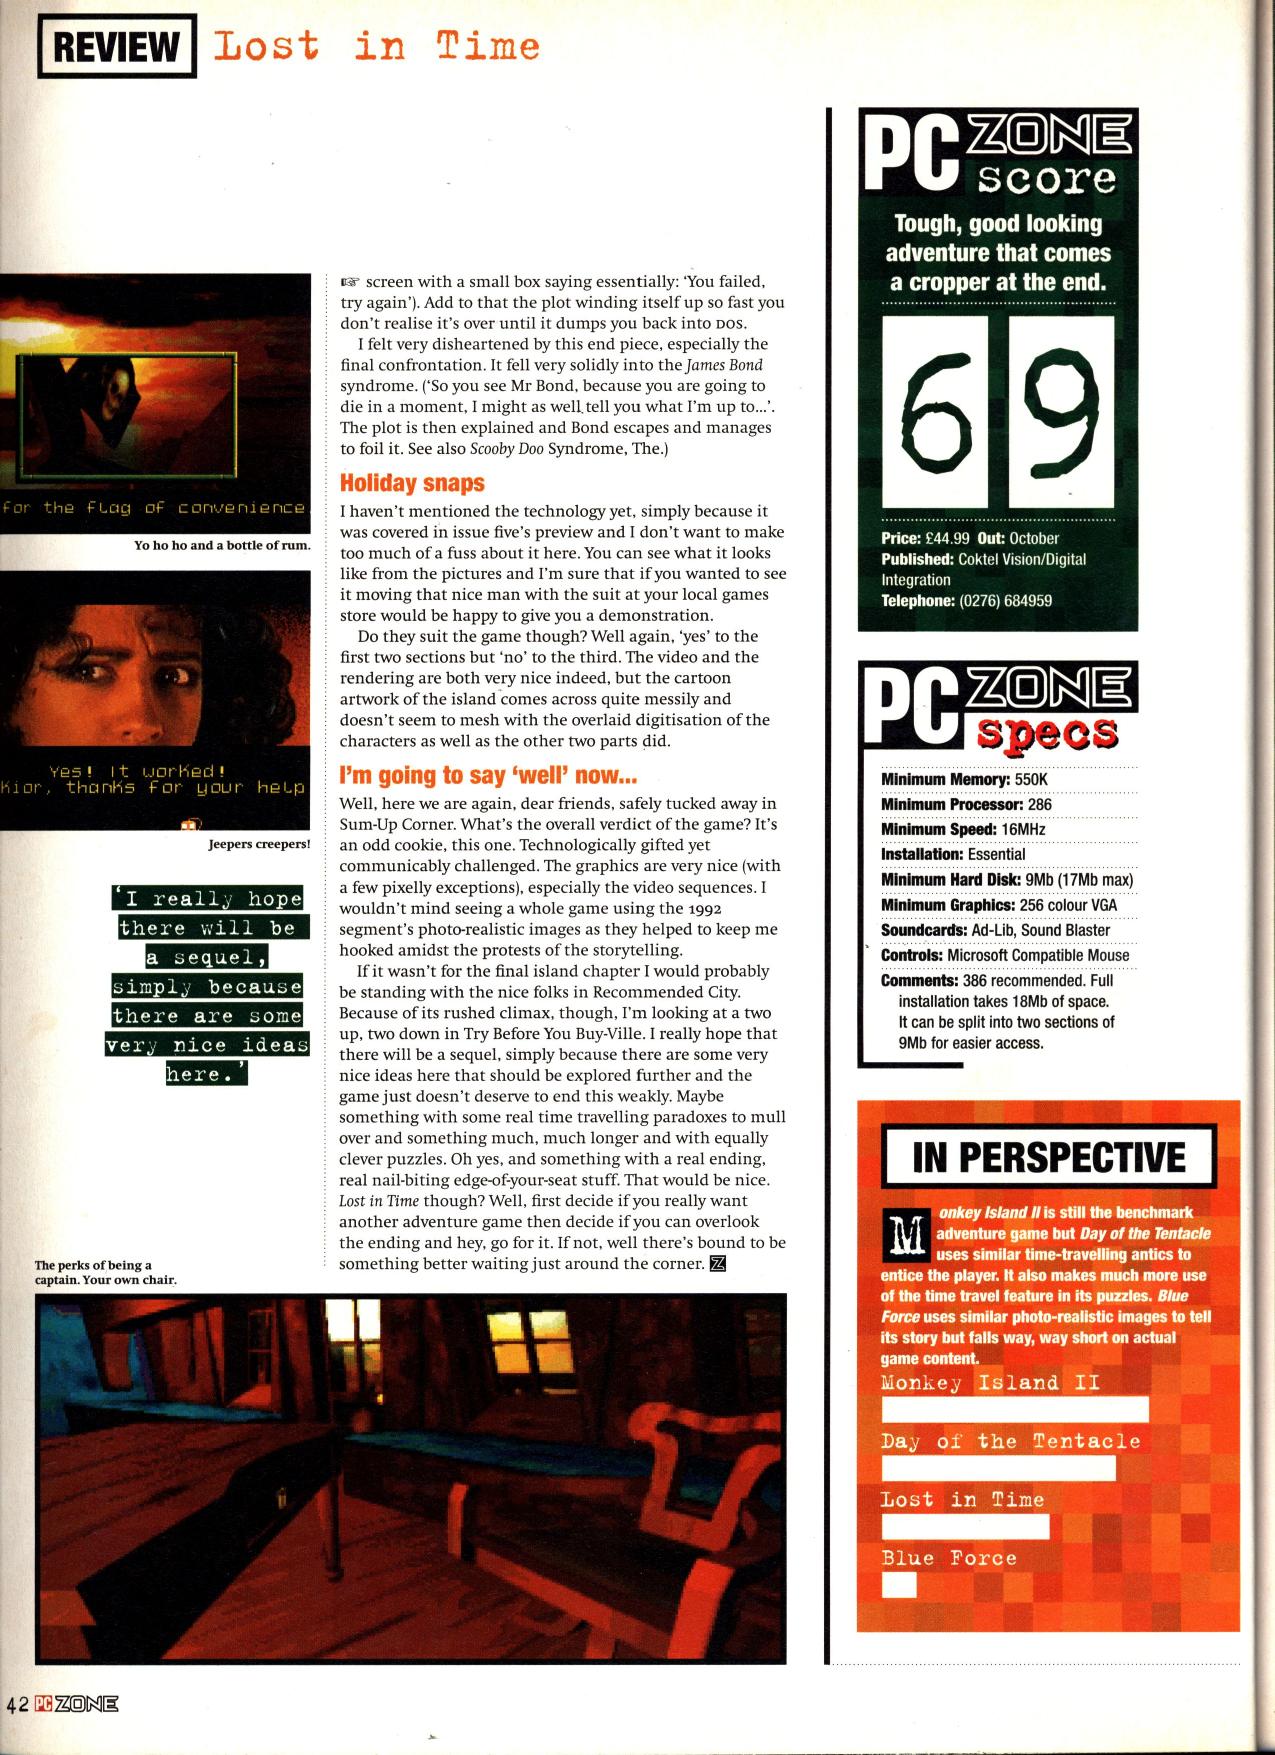 REVIEW Lost in Time
for the flag of convenience
Yo ho ho and a bottle of rum.
Yes! It worked!
Kior, thanks for your help
Jeepers creepers!
'I really hope
there will be
a sequel,
simply because
there are some
very nice ideas
here.'
☞ screen with a small box saying essentially: 'You failed,
try again'). Add to that the plot winding itself up so fast you
don't realise it's over until it dumps you back into DOS.
I felt very disheartened by this end piece, especially the
final confrontation. It fell very solidly into the James Bond
syndrome. ('So you see Mr Bond, because you are going to
die in a moment, I might as well tell you what I'm up to...'.
The plot is then explained and Bond escapes and manages
to foil it. See also Scooby Doo Syndrome, The.)
Holiday snaps
I haven't mentioned the technology yet, simply because it
was covered in issue five's preview and I don't want to make
too much of a fuss about it here. You can see what it looks
like from the pictures and I'm sure that if you wanted to see
it moving that nice man with the suit at your local games
store would be happy to give you a demonstration.
Do they suit the game though? Well again, 'yes' to the
first two sections but 'no' to the third. The video and the
rendering are both very nice indeed, but the cartoon
artwork of the island comes across quite messily and
doesn't seem to mesh with the overlaid digitisation of the
characters as well as the other two parts did.
I'm going to say 'well' now...
Well, here we are again, dear friends, safely tucked away in
Sum-Up Corner. What's the overall verdict of the game? It's
an odd cookie, this one. Technologically gifted yet
communicably challenged. The graphics are very nice (with
a few pixelly exceptions), especially the video sequences. I
wouldn't mind seeing a whole game using the 1992
segment's photo-realistic images as they helped to keep me
hooked amidst the protests of the storytelling.
If it wasn't for the final island chapter I would probably
be standing with the nice folks in Recommended City.
Because of its rushed climax, though, I'm looking at a two
up, two down in Try Before You Buy-Ville. I really hope that
there will be a sequel, simply because there are some very
nice ideas here that should be explored further and the
game just doesn't deserve to end this weakly. Maybe
something with some real time travelling paradoxes to mull
over and something much, much longer and with equally
clever puzzles. Oh yes, and something with a real ending,
real nail-biting edge-of-your-seat stuff. That would be nice.
Lost in Time though? Well, first decide if you really want
another adventure game then decide if you can overlook
the ending and hey, go for it. If not, well there's bound to be
something better waiting just around the corner. Z
The perks of being a
captain. Your own chair.
PC ZONE
score
Tough, good looking
adventure that comes
a cropper at the end.
69
Price: £44.99 Out: October
Published: Coktel Vision/Digital
Integration
Telephone: (0276) 684959
PC ZONE
specs
Minimum Memory: 550K
Minimum Processor: 286
Minimum Speed: 16MHz
Installation: Essential
Minimum Hard Disk: 9Mb (17Mb max)
Minimum Graphics: 256 colour VGA
Soundcards: Ad-Lib, Sound Blaster
Controls: Microsoft Compatible Mouse
Comments: 386 recommended. Full
installation takes 18Mb of space.
It can be split into two sections of
9Mb for easier access.
IN PERSPECTIVE
Monkey Island II is still the benchmark
adventure game but Day of the Tentacle
uses similar time-travelling antics to
entice the player. It also makes much more use
of the time travel feature in its puzzles. Blue
Force uses similar photo-realistic images to tell
its story but falls way, way short on actual
game content.
Monkey Island II
Day of the Tentacle
Lost in Time
Blue Force
42 PC ZONE